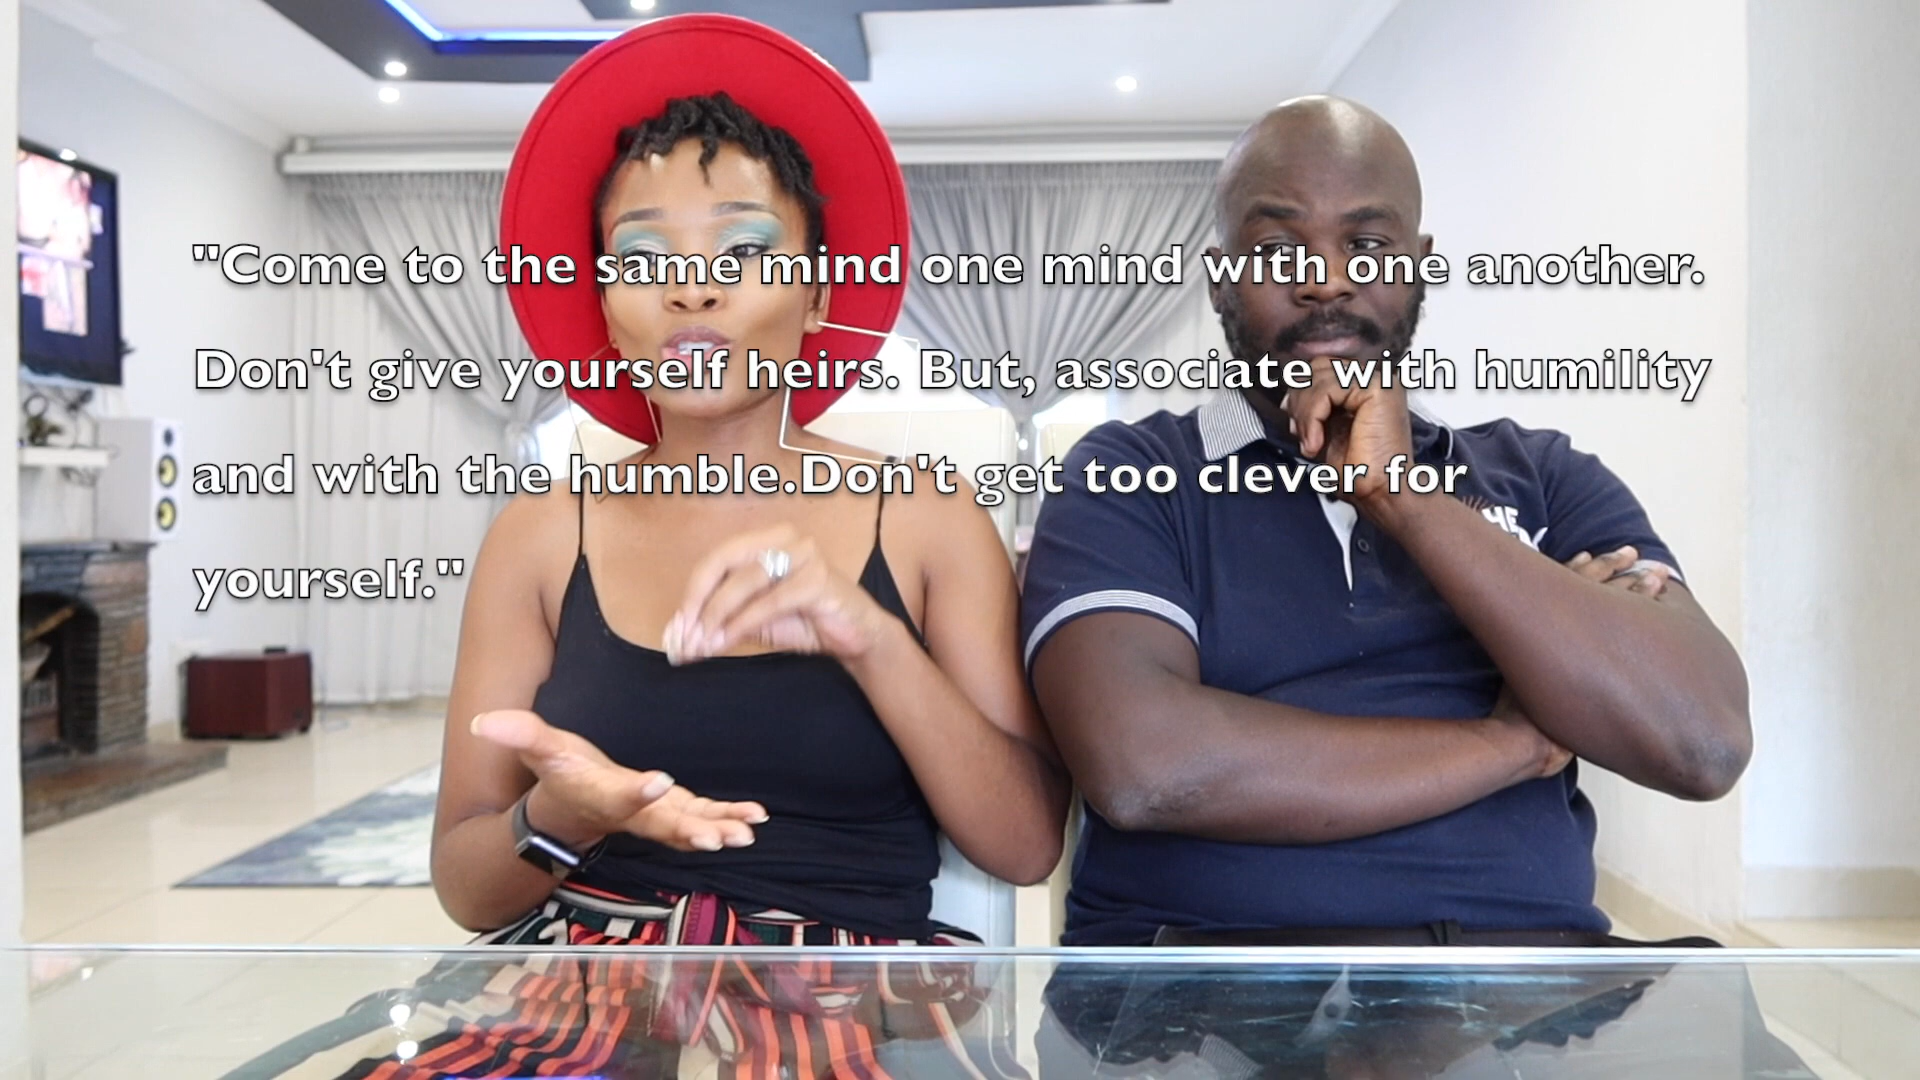 "Come to the same mind one mind with one another.
Don't give yourself heirs. But, associate with humility
and with the humble.Don't get too clever for
yourself."